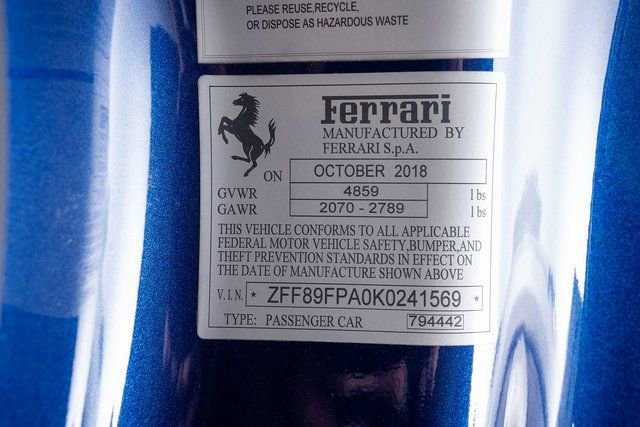 PLEASE REUSE,RECYCLE,
OR DISPOSE AS HAZARDOUS WASTE
Ferrari
MANUFACTURED BY
FERRARI S.p.A.
ON OCTOBER 2018
GVWR 4859 lbs
GAWR 2070 - 2789 lbs
THIS VEHICLE CONFORMS TO ALL APPLICABLE
FEDERAL MOTOR VEHICLE SAFETY,BUMPER,AND
THEFT PREVENTION STANDARDS IN EFFECT ON
THE DATE OF MANUFACTURE SHOWN ABOVE
V.I.N. * ZFF89FPA0K0241569 *
TYPE: PASSENGER CAR 794442